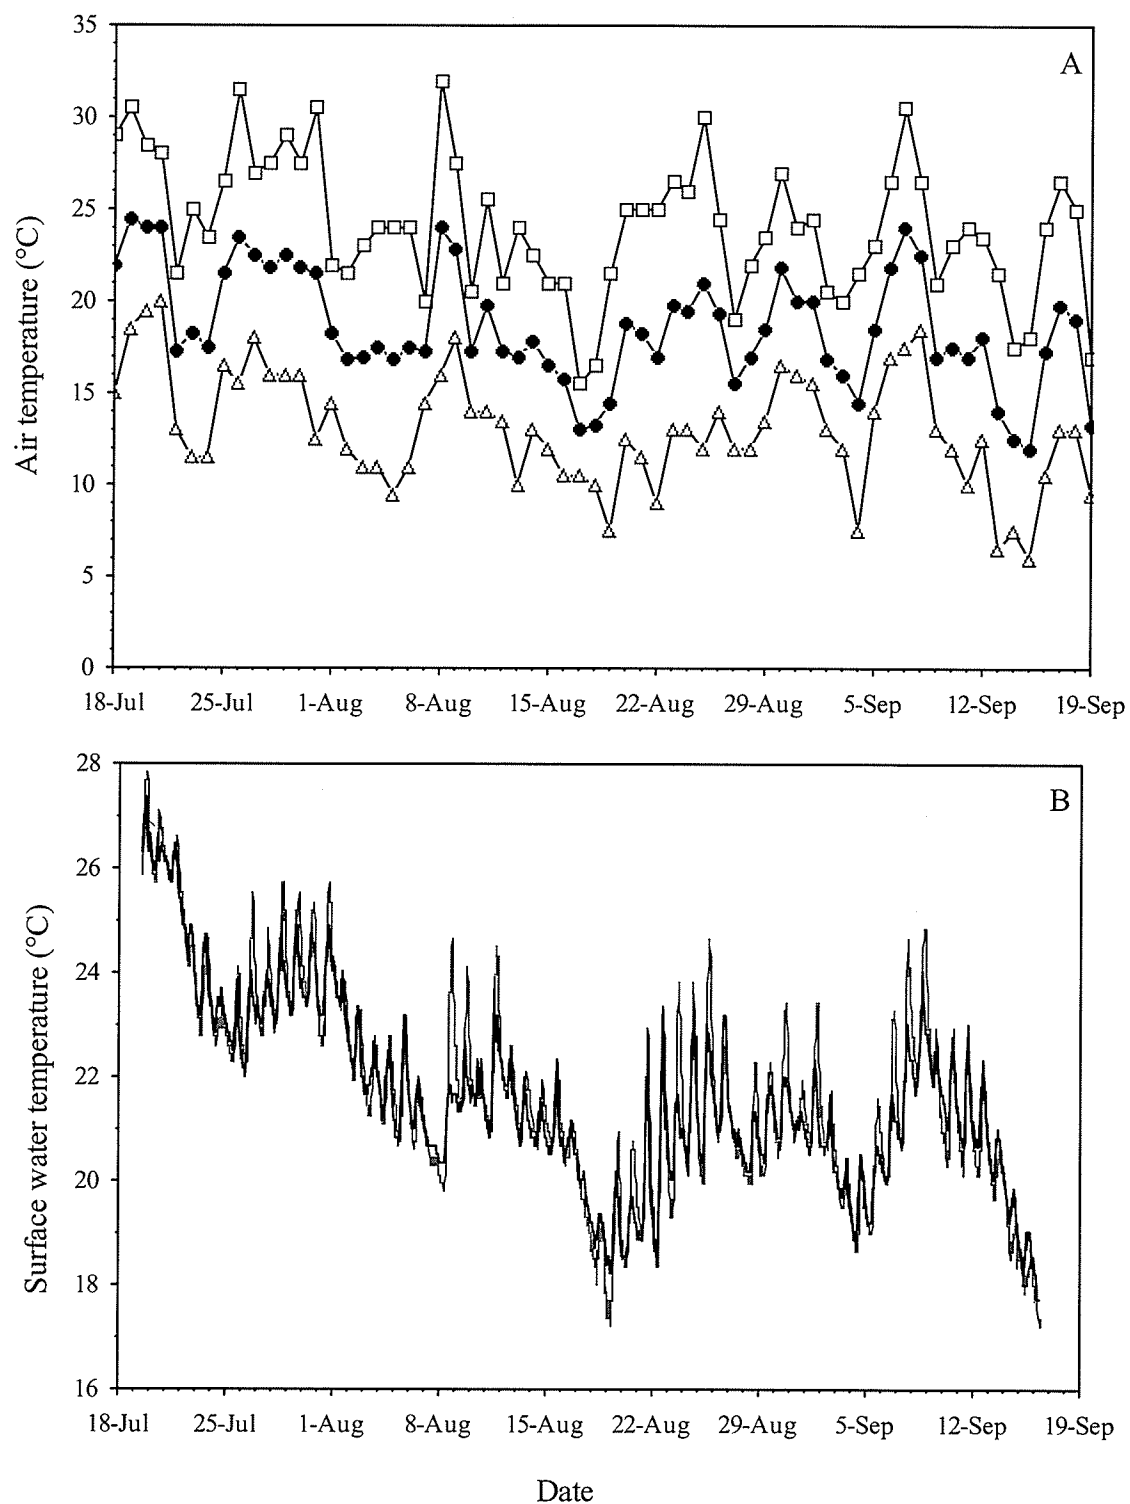 35
A
30
25
20
15
10
5
0
Air temperature (°C)
18-Jul 25-Jul 1-Aug 8-Aug 15-Aug 22-Aug 29-Aug 5-Sep 12-Sep 19-Sep
28
B
26
24
22
20
18
16
Surface water temperature (°C)
18-Jul 25-Jul 1-Aug 8-Aug 15-Aug 22-Aug 29-Aug 5-Sep 12-Sep 19-Sep
Date